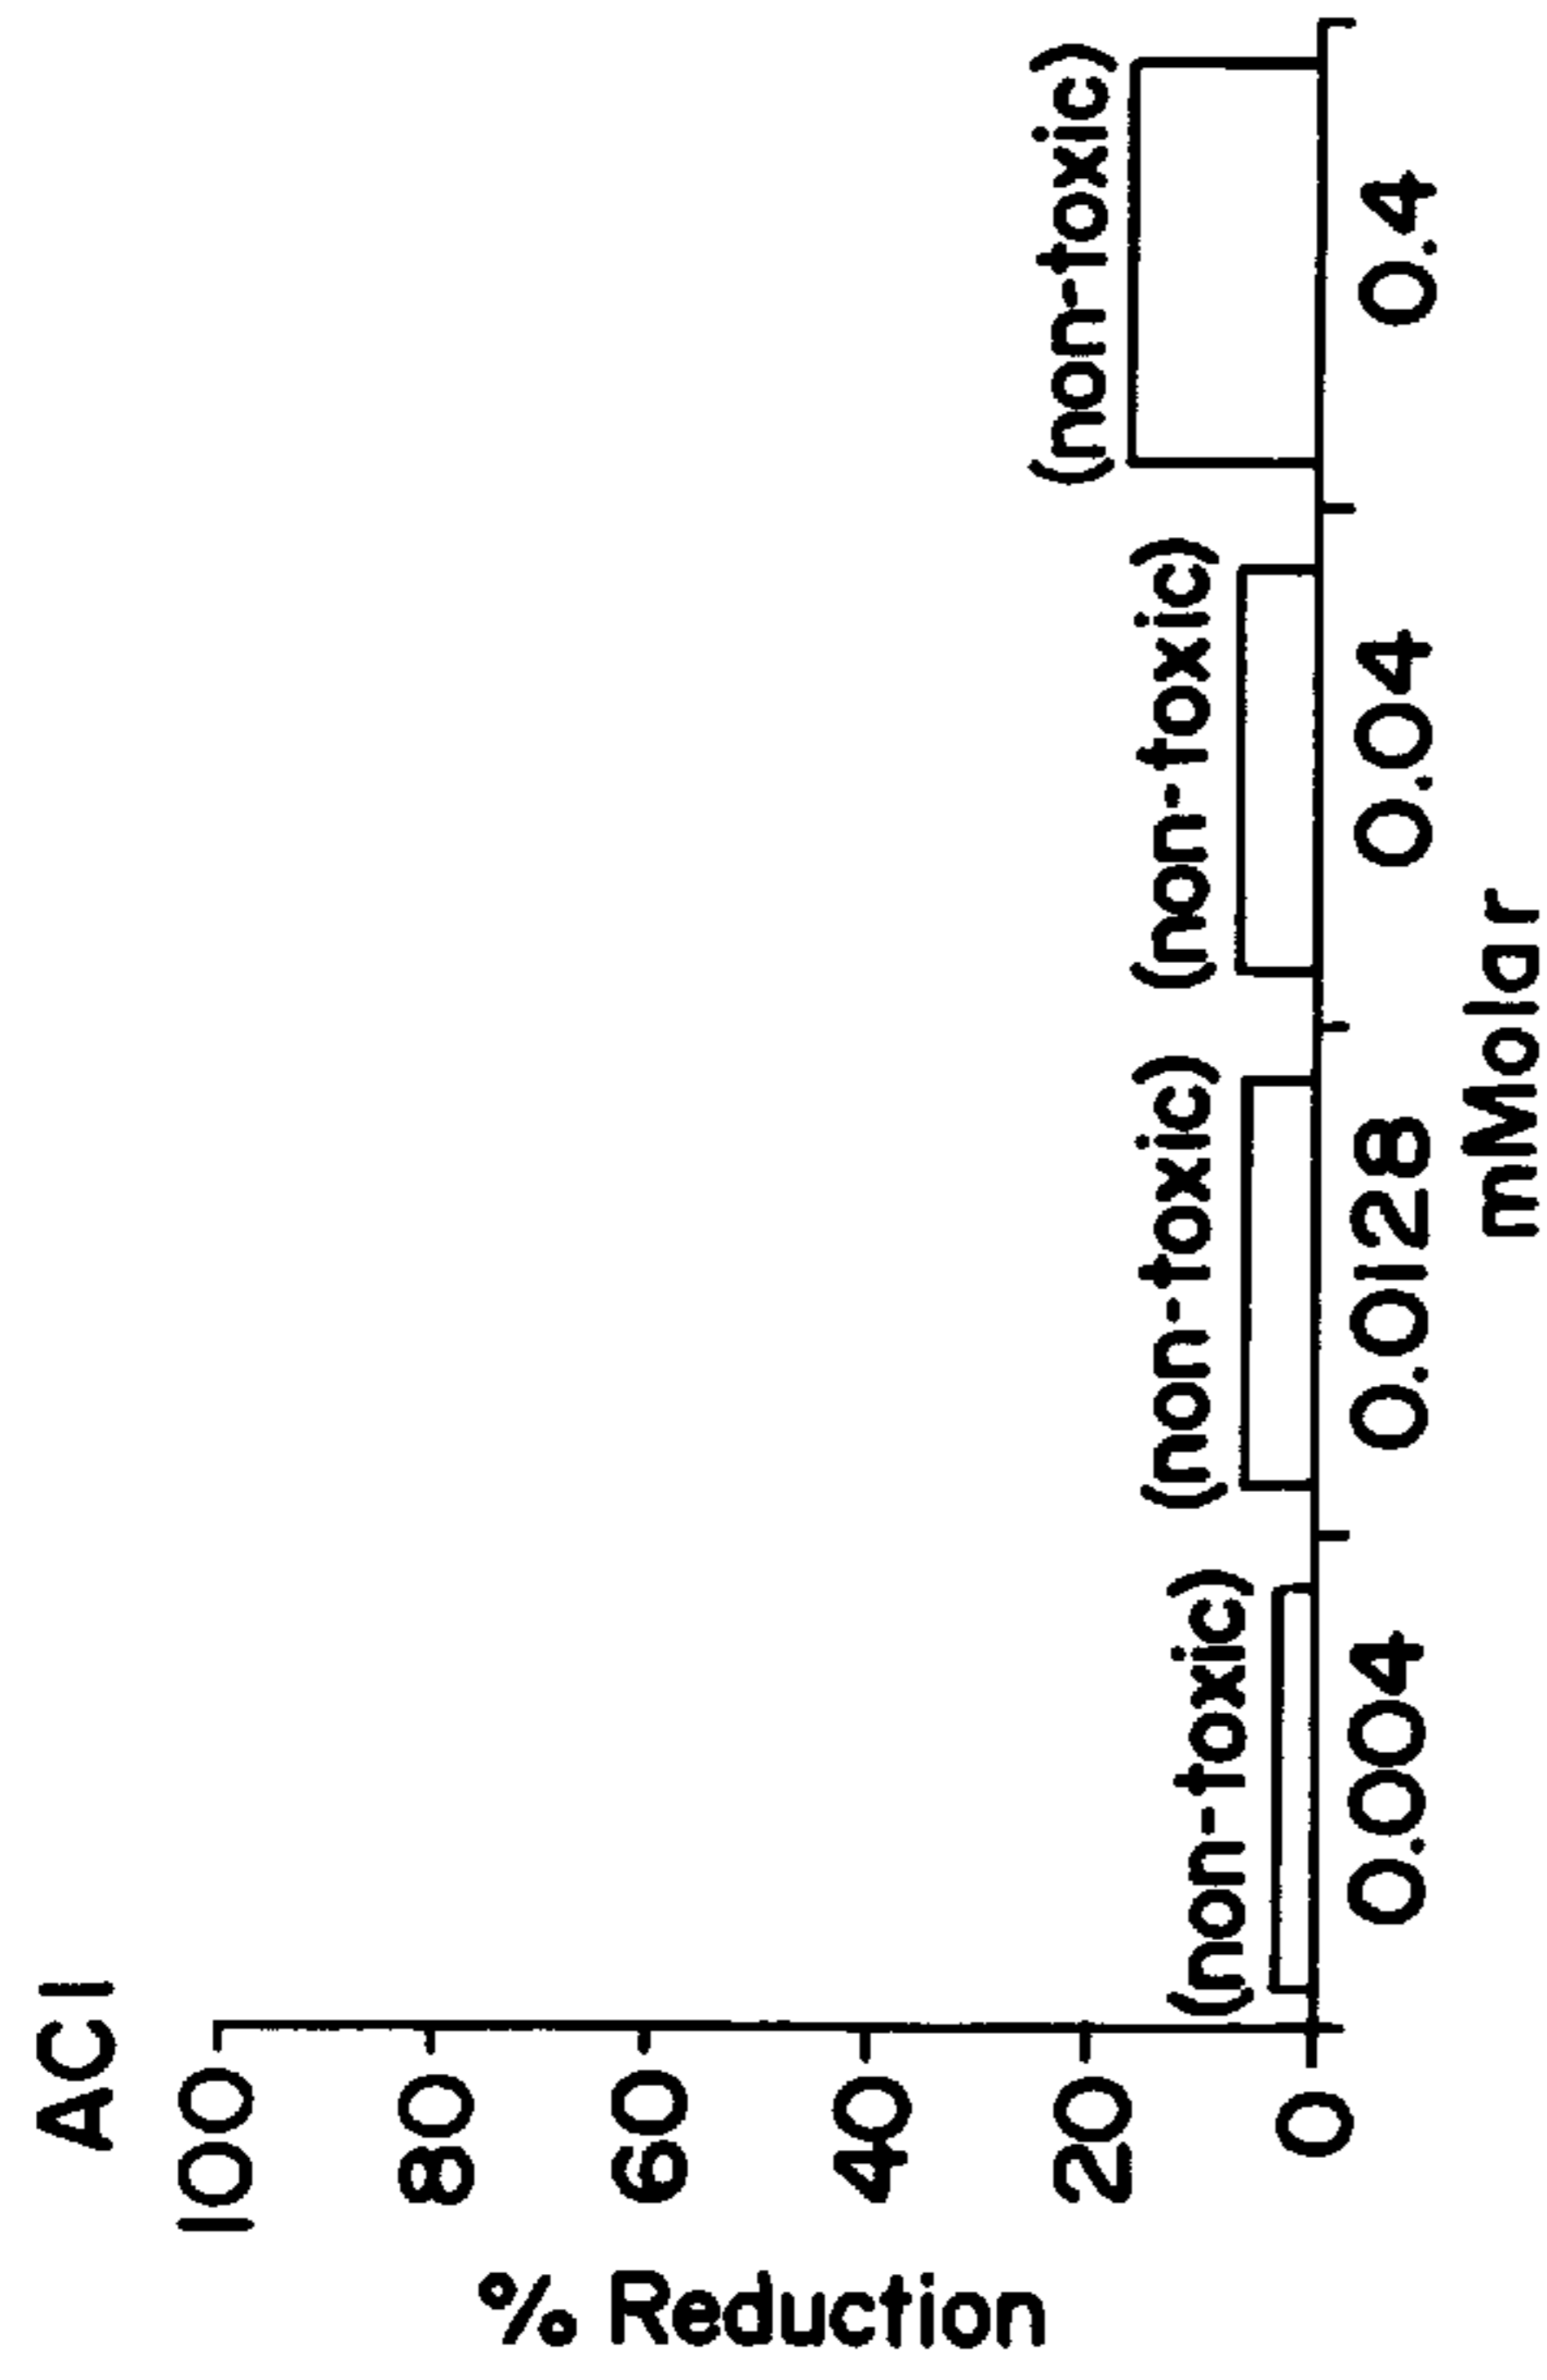 ACI
% Reduction
100
80
60
40
20
0
(non-toxic) (non-toxic) (non-toxic) (non-toxic)
0.004 0.0128 0.04 0.4
mMolar